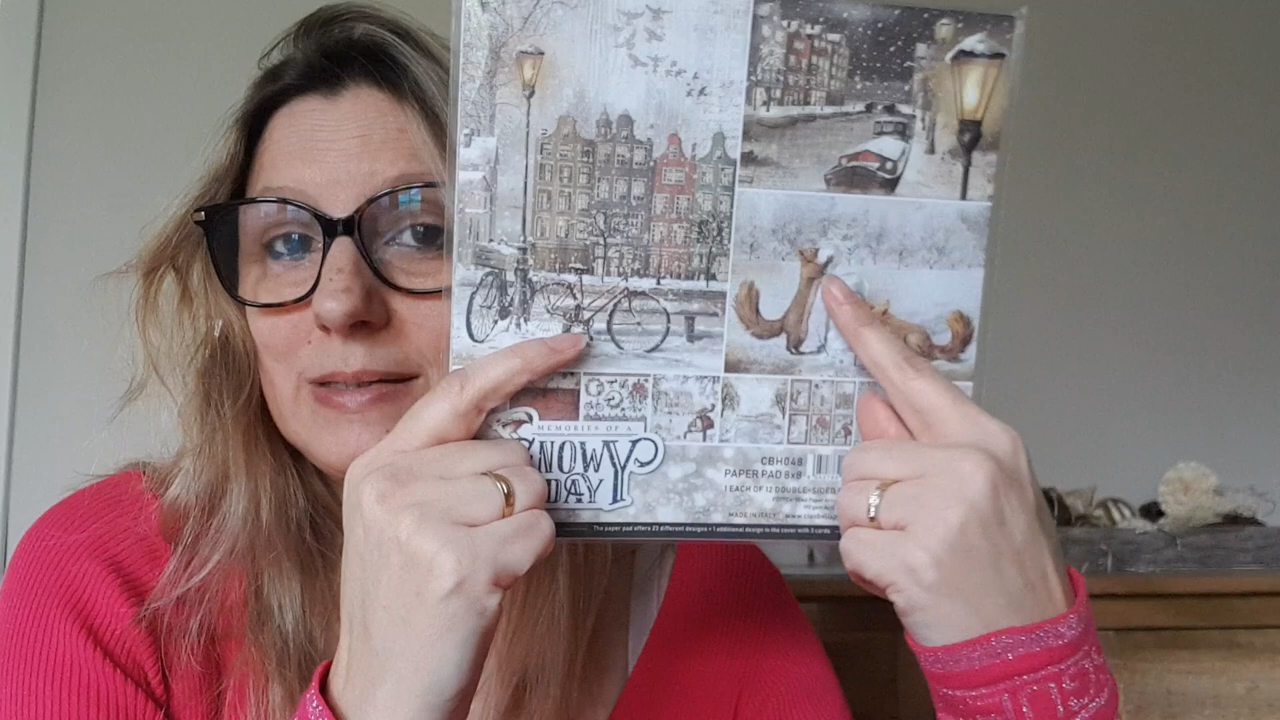 MEMORIES OF A
SNOWY
DAY
CBH048
PAPER PAD 8x8
1 EACH OF 12 DOUBLE-SIDED
MADE IN ITALY
The paper pad offers 23 different designs + 1 additional design in the cover with 3 cards